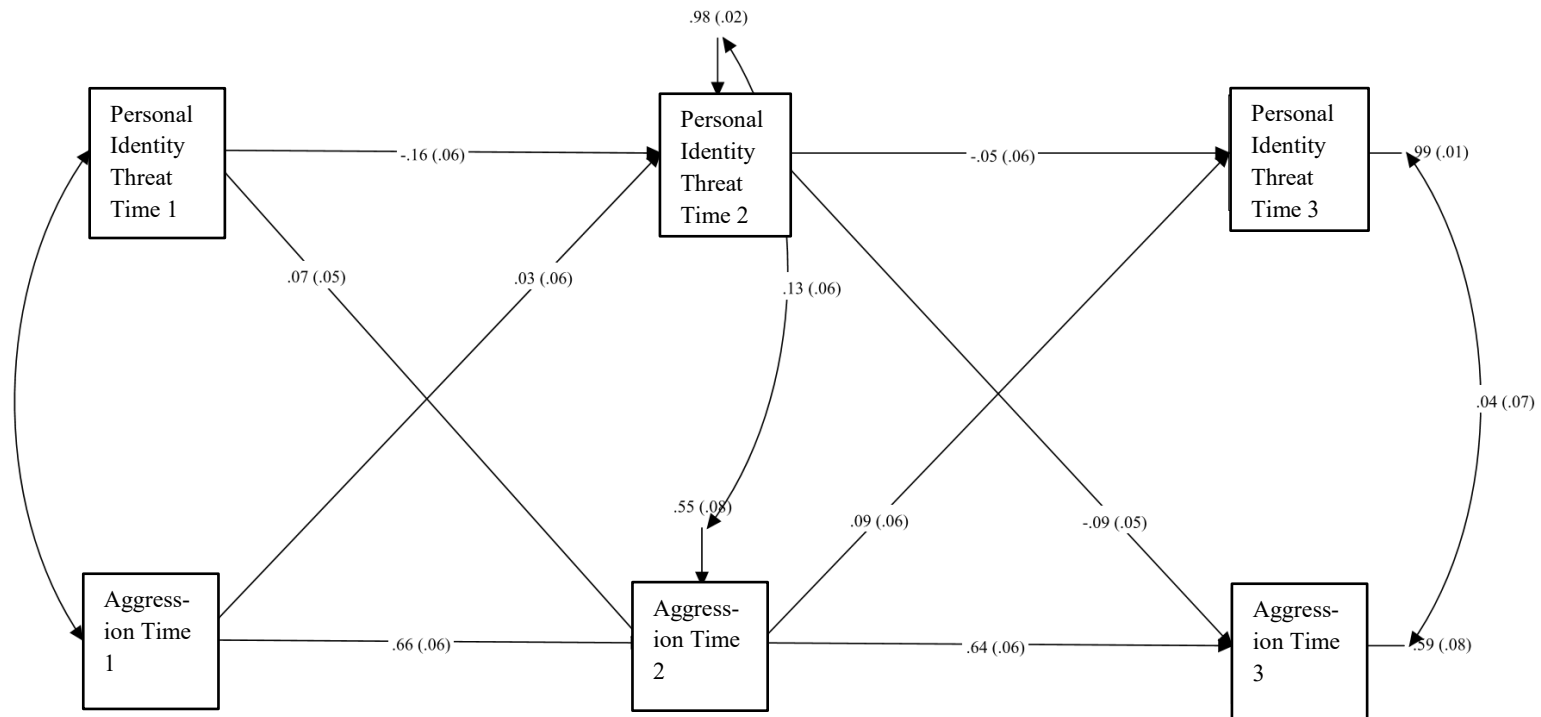 .98 (.02)
Personal
Identity
Threat
Time 1
Personal
Identity
Threat
Time 2
Personal
Identity
Threat
Time 3
-.16 (.06)
-.05 (.06)
.99 (.01)
.07 (.05)
.03 (.06)
.13 (.06)
.04 (.07)
.55 (.08)
.09 (.06)
-.09 (.05)
Aggress-
ion Time
1
.66 (.06)
Aggress-
ion Time
2
.64 (.06)
Aggress-
ion Time
3
.59 (.08)